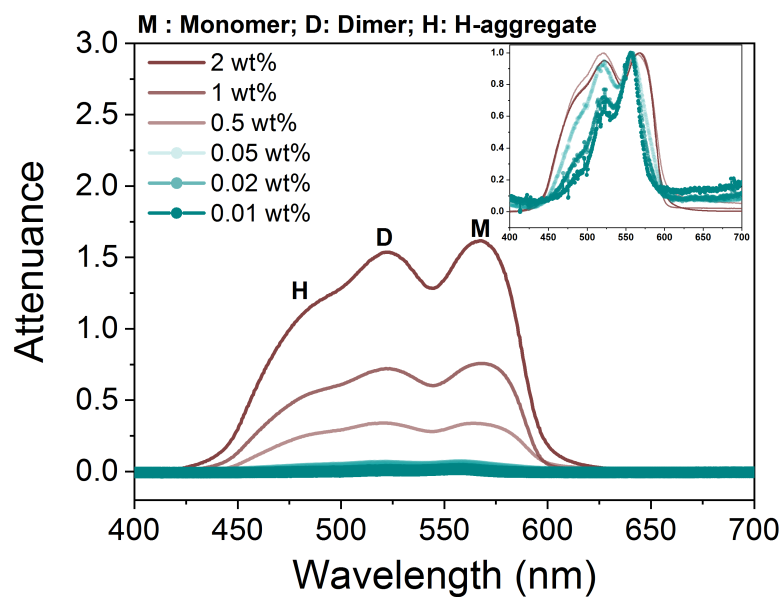 M : Monomer; D: Dimer; H: H-aggregate
3.0
2.5
2.0
1.5
1.0
0.5
0.0
Attenuance
2 wt%
1 wt%
0.5 wt%
0.05 wt%
0.02 wt%
0.01 wt%
H
D
M
1.0
0.8
0.6
0.4
0.2
0.0
400 450 500 550 600 650 700
400 450 500 550 600 650 700
Wavelength (nm)